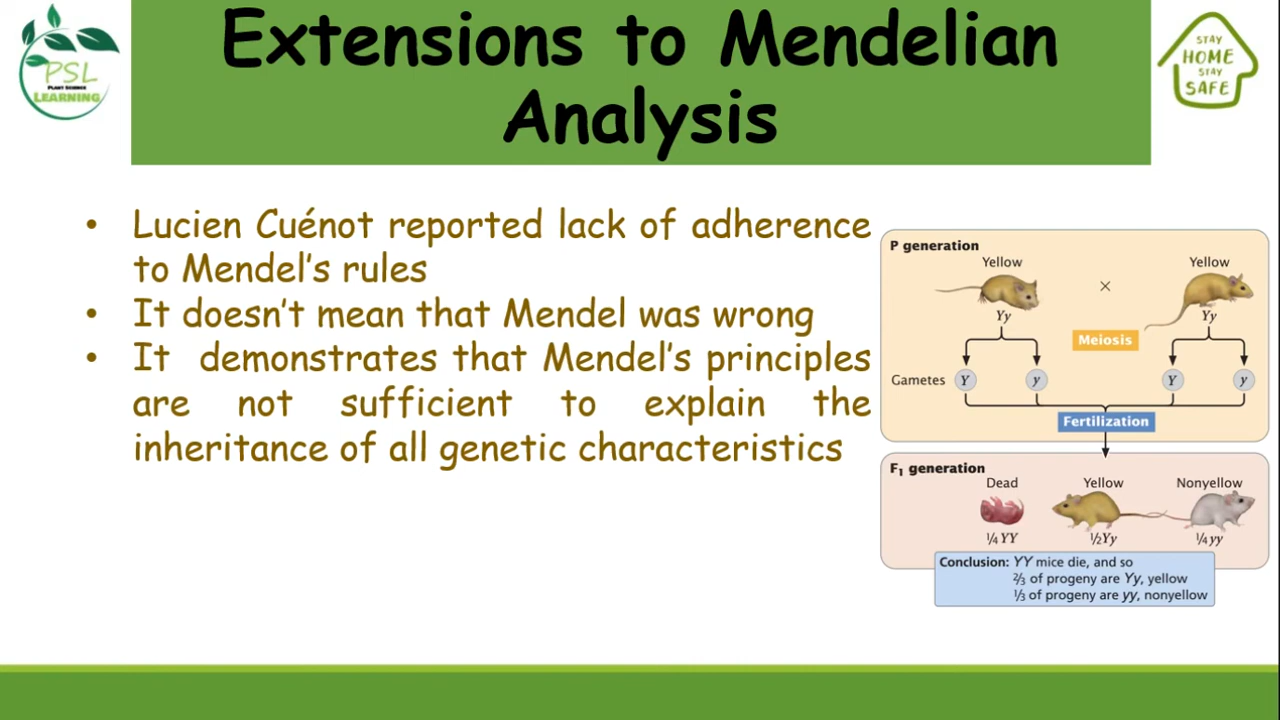 Extensions to Mendelian
Analysis
PSL
PLANT SCIENCE
LEARNING
STAY
HOME
STAY
SAFE
• Lucien Cuénot reported lack of adherence
to Mendel's rules
• It doesn't mean that Mendel was wrong
• It demonstrates that Mendel's principles
are not sufficient to explain the
inheritance of all genetic characteristics
P generation
Yellow Yellow
×
Yy Yy
Meiosis
Gametes Y y Y y
Fertilization
F₁ generation
Dead Yellow Nonyellow
¼ YY ½Yy ¼ yy
Conclusion: YY mice die, and so
⅔ of progeny are Yy, yellow
⅓ of progeny are yy, nonyellow